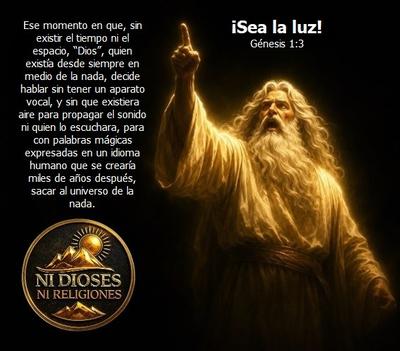 Ese momento en que, sin
existir el tiempo ni el
espacio, “Dios”, quien
existía desde siempre en
medio de la nada, decide
hablar sin tener un aparato
vocal, y sin que existiera
aire para propagar el sonido
ni quien lo escuchara, para
con palabras mágicas
expresadas en un idioma
humano que se crearía
miles de años después,
sacar al universo de la
nada.
¡Sea la luz!
Génesis 1:3
NI DIOSES
NI RELIGIONES